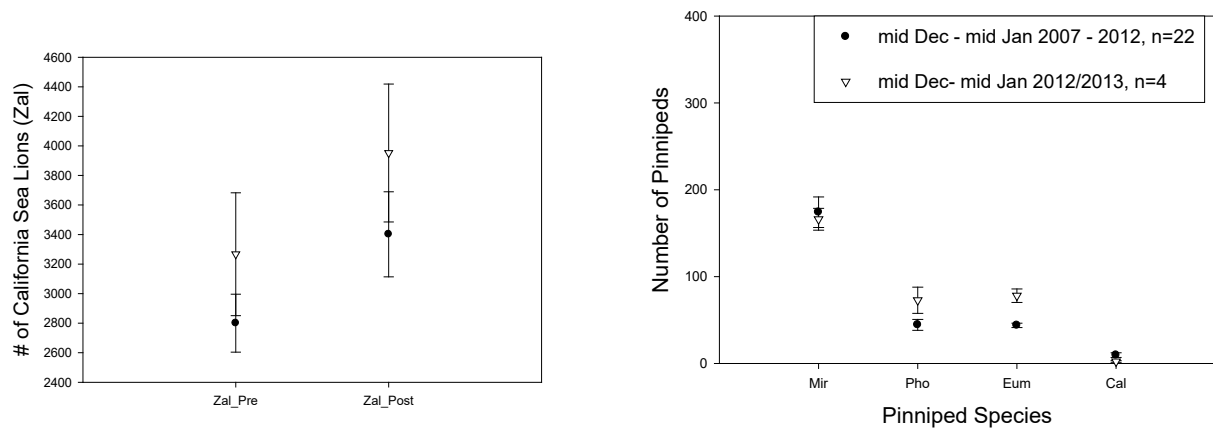 # of California Sea Lions (Zal)
4600
4400
4200
4000
3800
3600
3400
3200
3000
2800
2600
2400
Zal_Pre Zal_Post
Number of Pinnipeds
400
300
200
100
0
mid Dec - mid Jan 2007 - 2012, n=22
mid Dec- mid Jan 2012/2013, n=4
Mir Pho Eum Cal
Pinniped Species